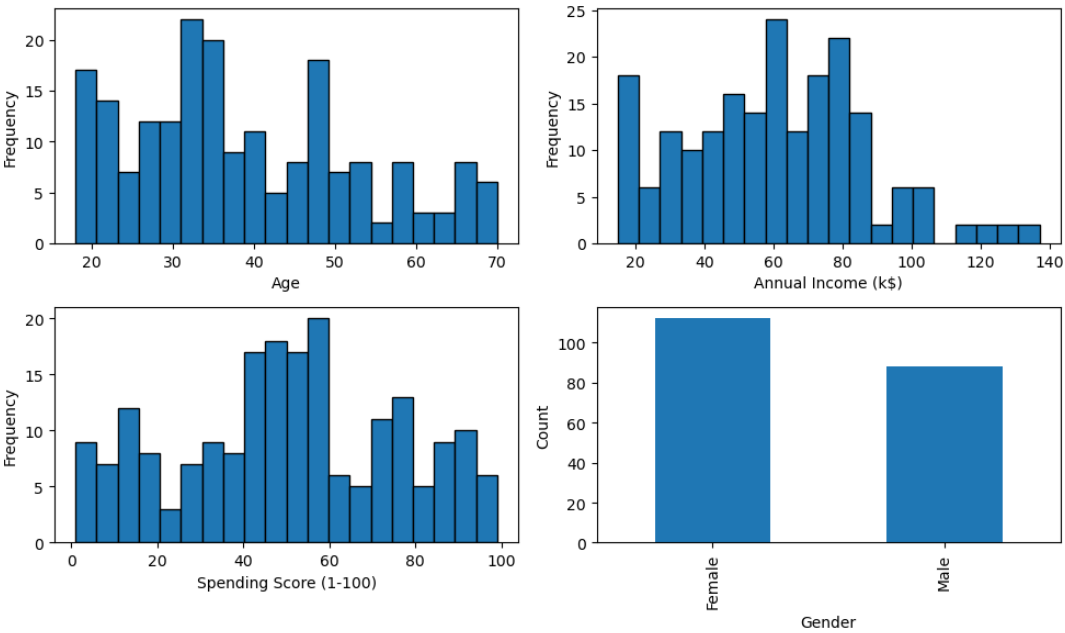 Frequency
20
15
10
5
0
20 30 40 50 60 70
Age
Frequency
25
20
15
10
5
0
20 40 60 80 100 120 140
Annual Income (k$)
Frequency
20
15
10
5
0
0 20 40 60 80 100
Spending Score (1-100)
Count
100
80
60
40
20
0
Female
Male
Gender